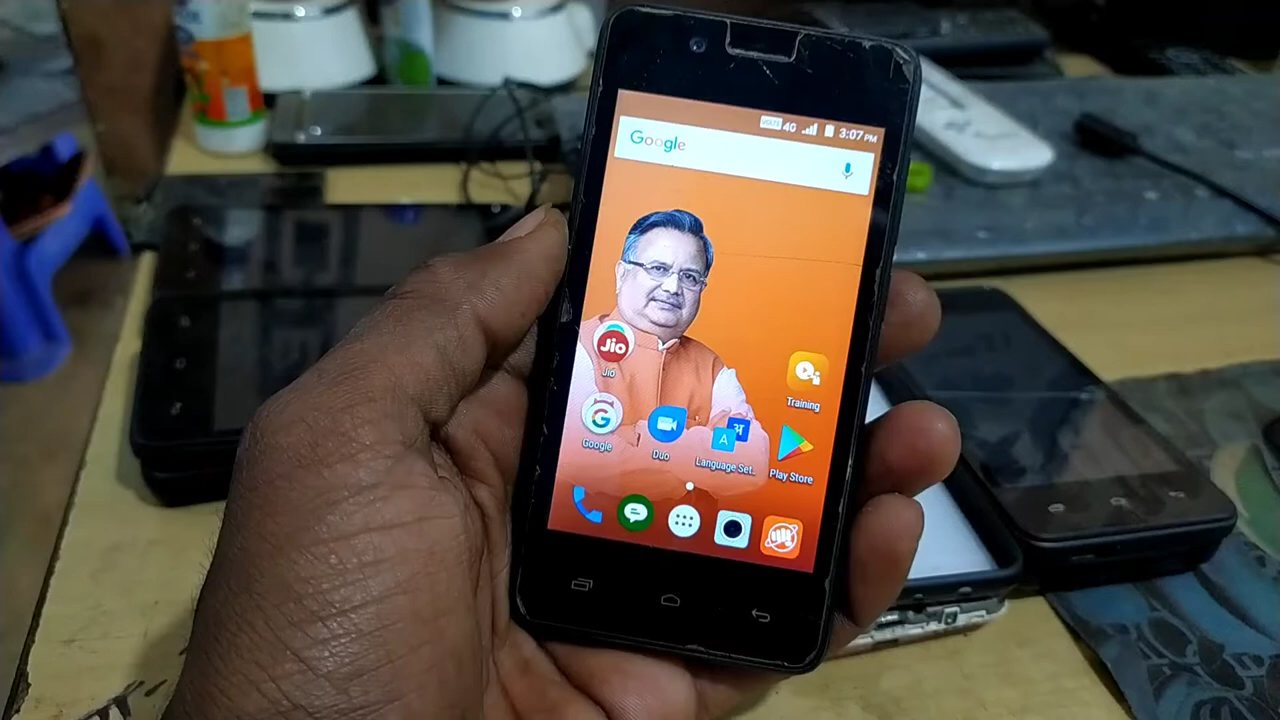 VOLTE 4G 3:07 PM
Google
Jio
Jio
Training
G
Google
Duo
A अ
Language Set..
Play Store